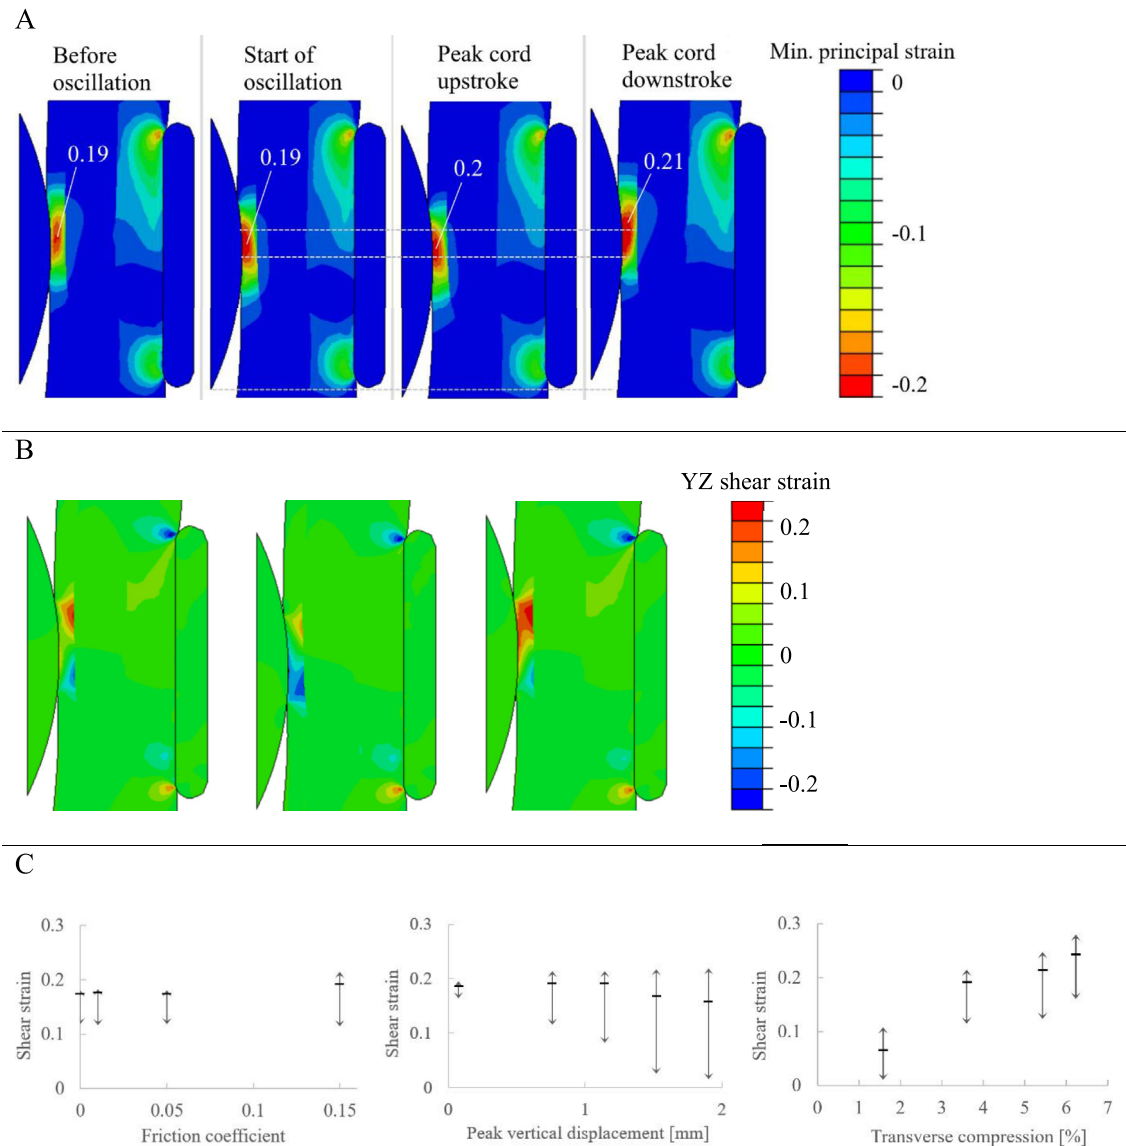 A
Before
oscillation
Start of
oscillation
Peak cord
upstroke
Peak cord
downstroke
Min. principal strain
0
-0.1
-0.2
0.19
0.19
0.2
0.21
B
YZ shear strain
0.2
0.1
0
-0.1
-0.2
C
Shear strain
0.3
0.2
0.1
0
0
0.05
0.1
0.15
Friction coefficient
Shear strain
0.3
0.2
0.1
0
0
1
2
Peak vertical displacement [mm]
Shear strain
0.3
0.2
0.1
0
0
1
2
3
4
5
6
7
Transverse compression [%]